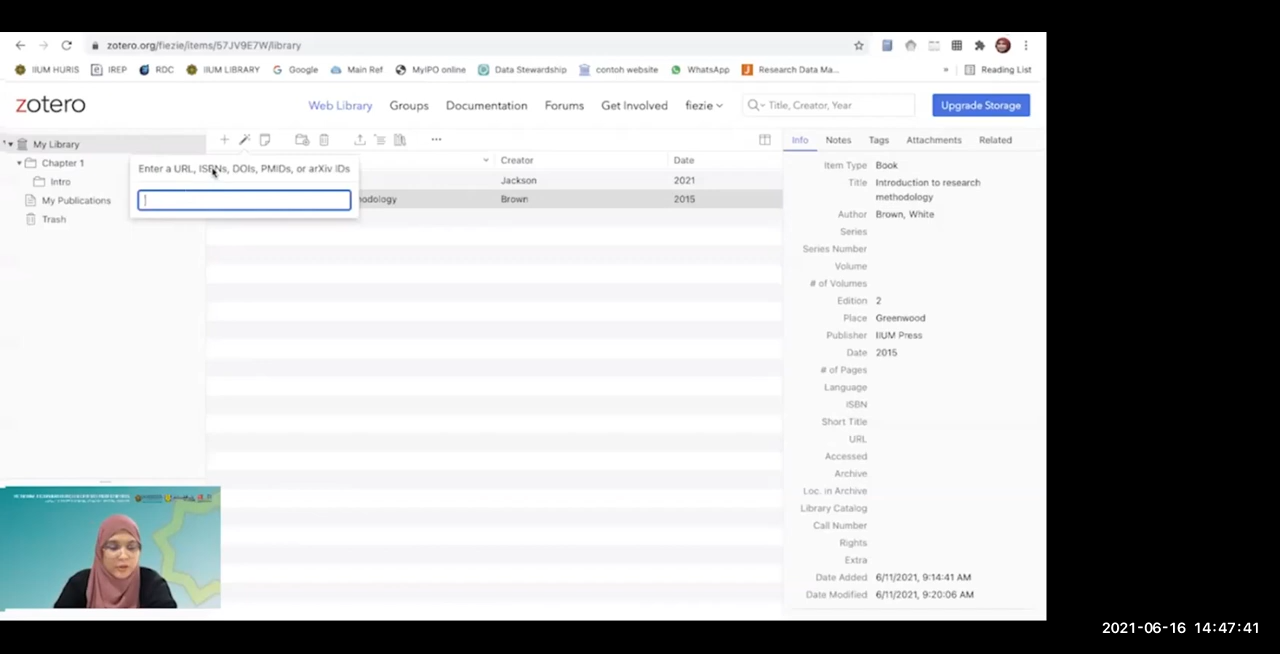 zotero.org/fiezie/items/57JV9E7W/library
IIUM HURIS IREP RDC IIUM LIBRARY Google Main Ref MyIPO online Data Stewardship contoh website WhatsApp Research Data Ma... » Reading List
zotero Web Library Groups Documentation Forums Get Involved fiezie Title, Creator, Year Upgrade Storage
My Library
Chapter 1
Intro
My Publications
Trash
Enter a URL, ISBNs, DOIs, PMIDs, or arXiv IDs
Creator Date
Jackson 2021
hodology Brown 2015
Info Notes Tags Attachments Related
Item Type Book
Title Introduction to research
methodology
Author Brown, White
Series
Series Number
Volume
# of Volumes
Edition 2
Place Greenwood
Publisher IIUM Press
Date 2015
# of Pages
Language
ISBN
Short Title
URL
Accessed
Archive
Loc. in Archive
Library Catalog
Call Number
Rights
Extra
Date Added 6/11/2021, 9:14:41 AM
Date Modified 6/11/2021, 9:20:06 AM
2021-06-16 14:47:41